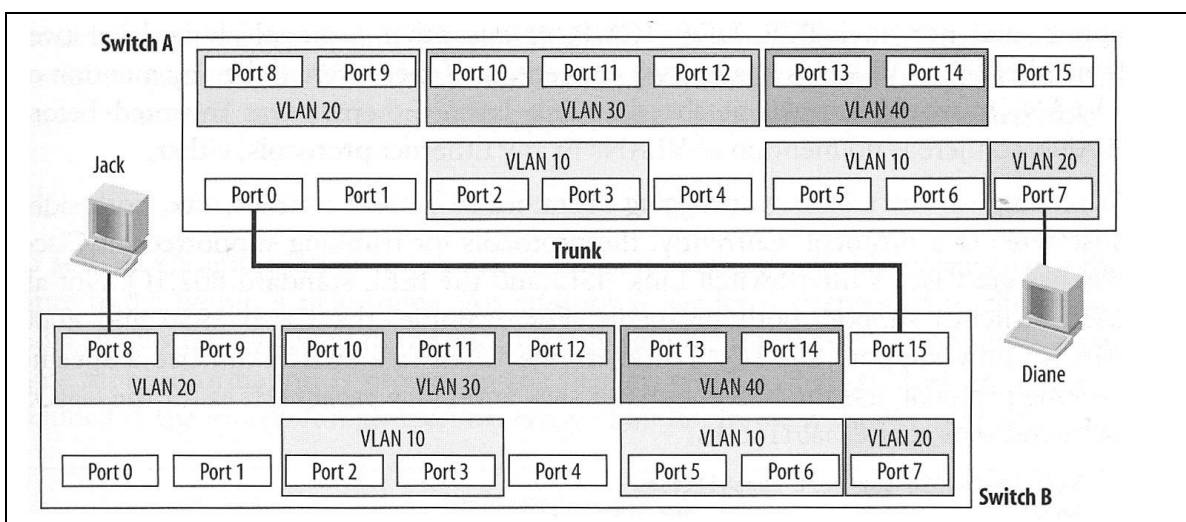 Switch A
Port 8 Port 9 Port 10 Port 11 Port 12 Port 13 Port 14 Port 15
VLAN 20 VLAN 30 VLAN 40
Jack
VLAN 10 VLAN 10 VLAN 20
Port 0 Port 1 Port 2 Port 3 Port 4 Port 5 Port 6 Port 7
Trunk
Port 8 Port 9 Port 10 Port 11 Port 12 Port 13 Port 14 Port 15
Diane
VLAN 20 VLAN 30 VLAN 40
VLAN 10 VLAN 10 VLAN 20
Port 0 Port 1 Port 2 Port 3 Port 4 Port 5 Port 6 Port 7
Switch B